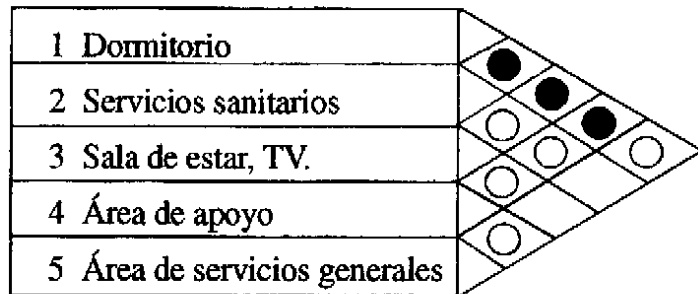 1 Dormitorio
2 Servicios sanitarios
3 Sala de estar, TV.
4 Área de apoyo
5 Área de servicios generales